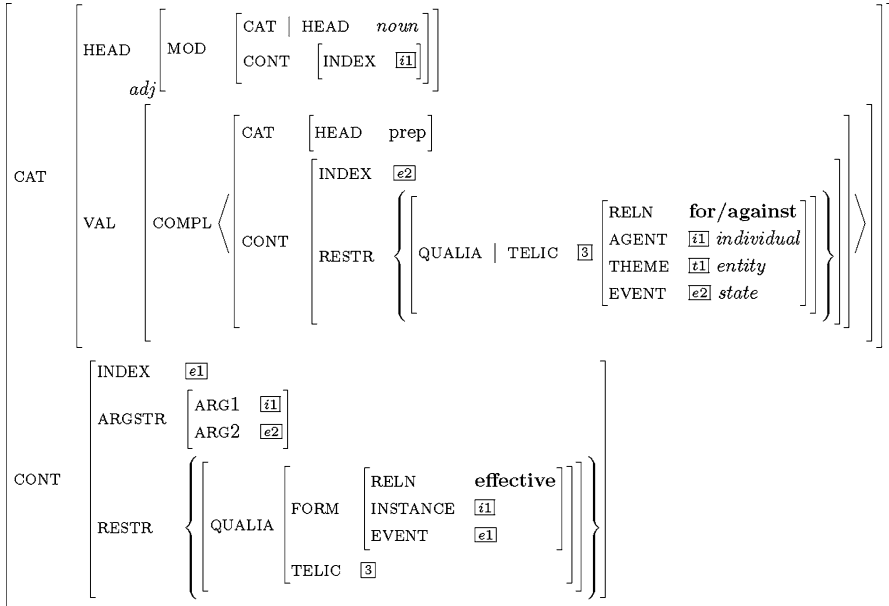 CAT | HEAD noun
HEAD MOD
CONT INDEX i1
adj
CAT HEAD prep
INDEX e2
CAT
RELN for/against
VAL COMPL
CONT
AGENT i1 individual
RESTR QUALIA | TELIC 3
THEME t1 entity
EVENT e2 state
INDEX e1
ARG1 i1
ARGSTR
ARG2 e2
CONT
RELN effective
FORM INSTANCE i1
RESTR QUALIA
EVENT e1
TELIC 3